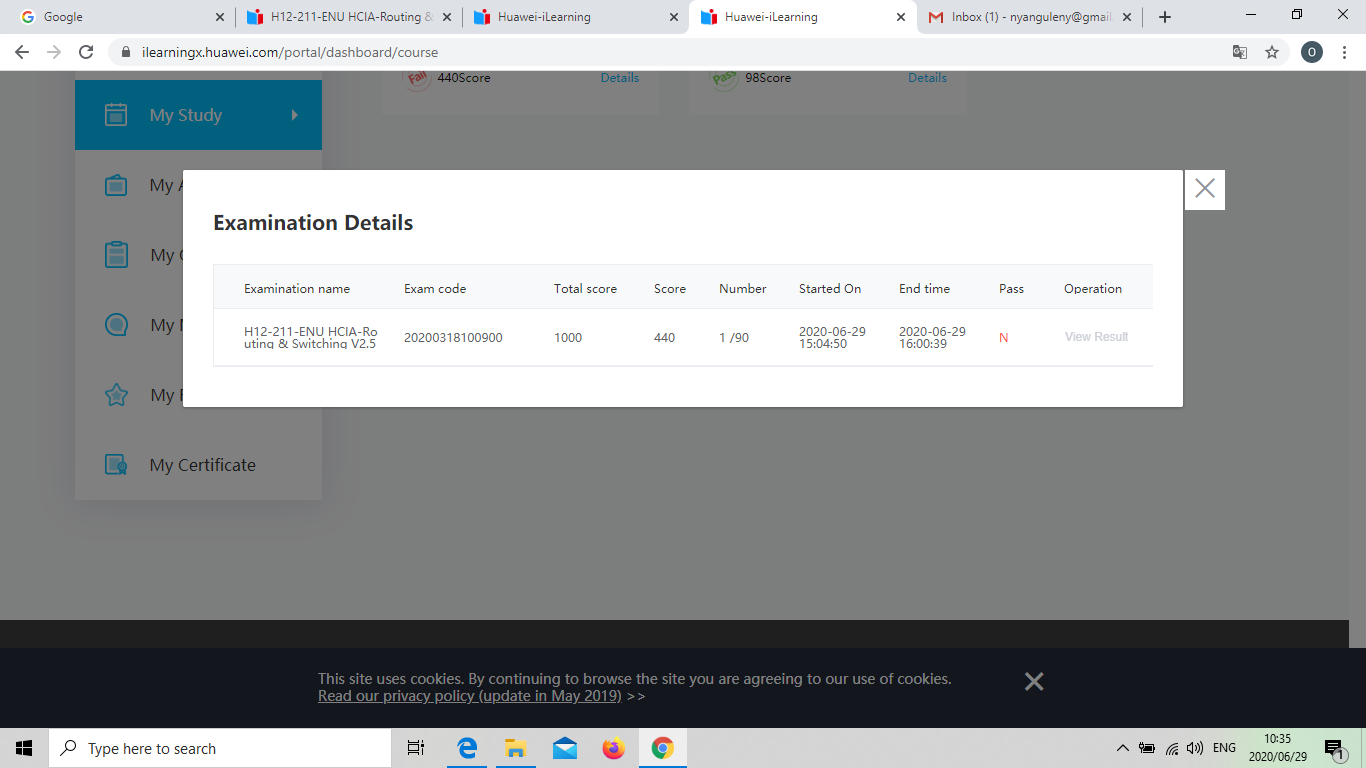 Google
H12-211-ENU HCIA-Routing &
Huawei-iLearning
Huawei-iLearning
Inbox (1) - nyanguleny@gmail
ilearningx.huawei.com/portal/dashboard/course
O
Fail 440Score Details
Pass 98Score Details
My Study
My A
My
My
My
My Certificate
Examination Details
Examination name Exam code Total score Score Number Started On End time Pass Operation
H12-211-ENU HCIA-Ro
uting & Switching V2.5
20200318100900
1000
440
1 /90
2020-06-29
15:04:50
2020-06-29
16:00:39
N
View Result
This site uses cookies. By continuing to browse the site you are agreeing to our use of cookies.
Read our privacy policy (update in May 2019) >>
Type here to search
ENG
10:35
2020/06/29
1